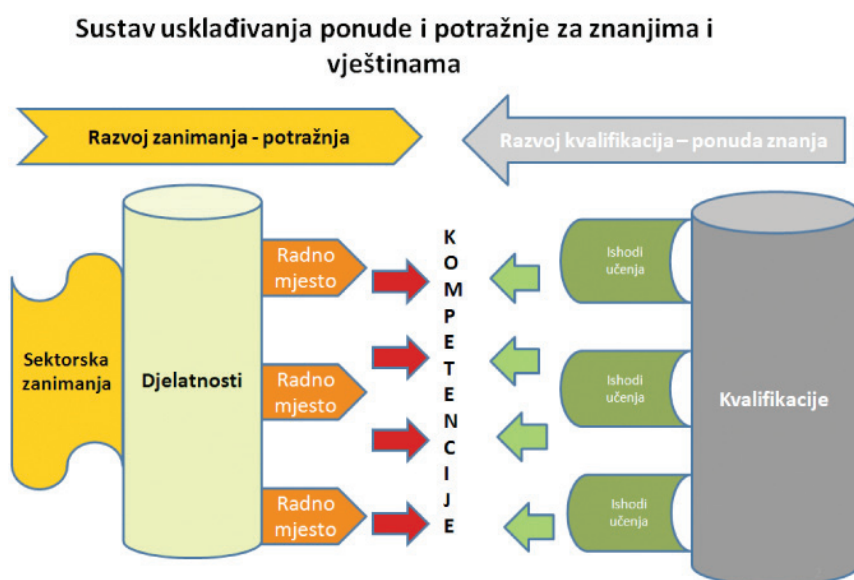 Sustav usklađivanja ponude i potražnje za znanjima i
vještinama
Razvoj zanimanja - potražnja
Razvoj kvalifikacija – ponuda znanja
Sektorska
zanimanja
Djelatnosti
Radno
mjesto
Radno
mjesto
Radno
mjesto
K
O
M
P
E
T
E
N
C
I
J
E
Ishodi
učenja
Ishodi
učenja
Ishodi
učenja
Kvalifikacije